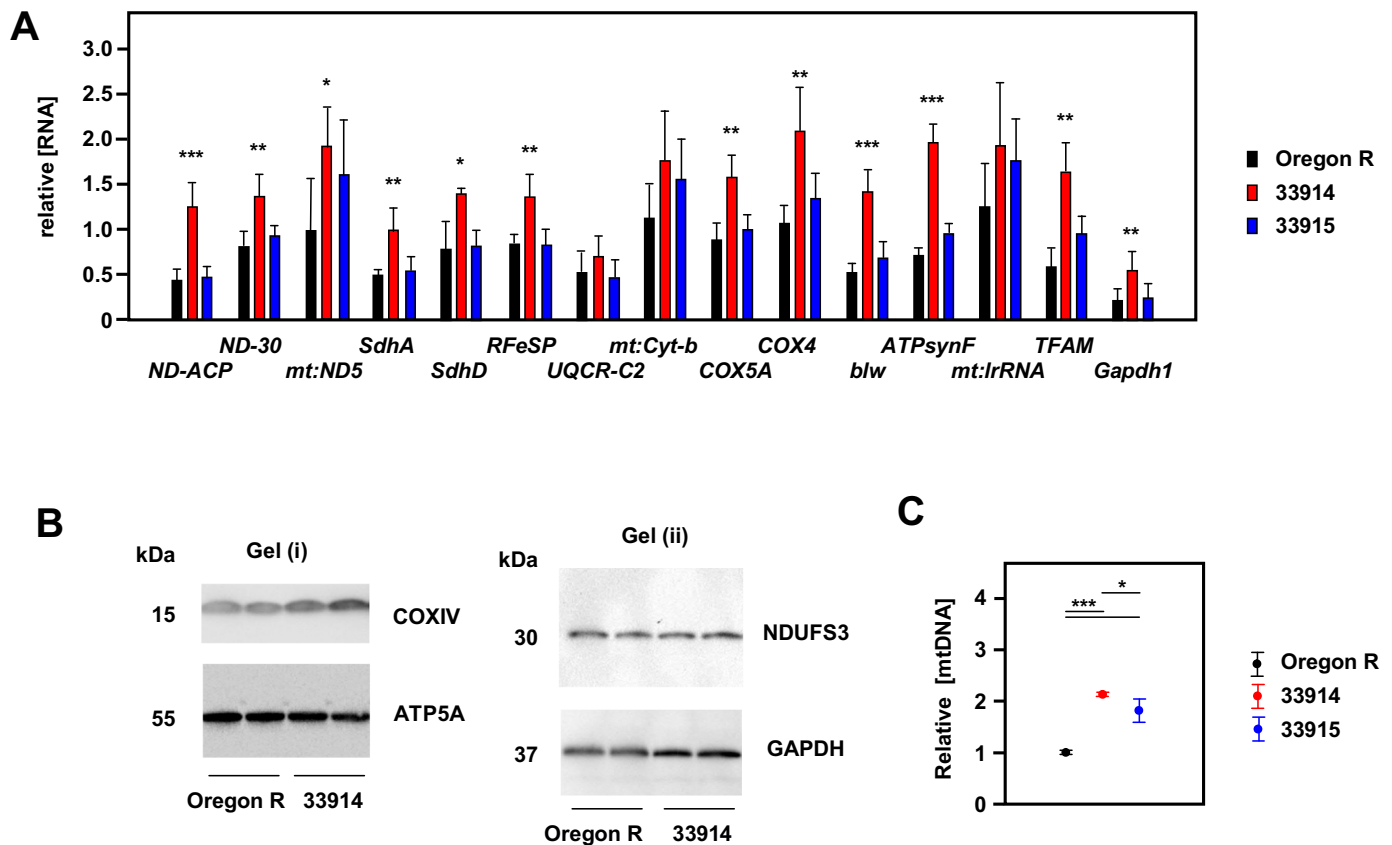 A
relative [RNA]
3.0
2.5
2.0
1.5
1.0
0.5
0
***
**
*
**
*
**
**
**
***
***
**
**
ND-30 SdhA RFeSP mt:Cyt-b COX4 ATPsynF TFAM
ND-ACP mt:ND5 SdhD UQCR-C2 COX5A blw mt:lrRNA Gapdh1
Oregon R
33914
33915
B
kDa
Gel (i)
15
COXIV
55
ATP5A
Oregon R 33914
kDa
Gel (ii)
30
NDUFS3
37
GAPDH
Oregon R 33914
C
Relative [mtDNA]
4
3
2
1
0
*
***
Oregon R
33914
33915